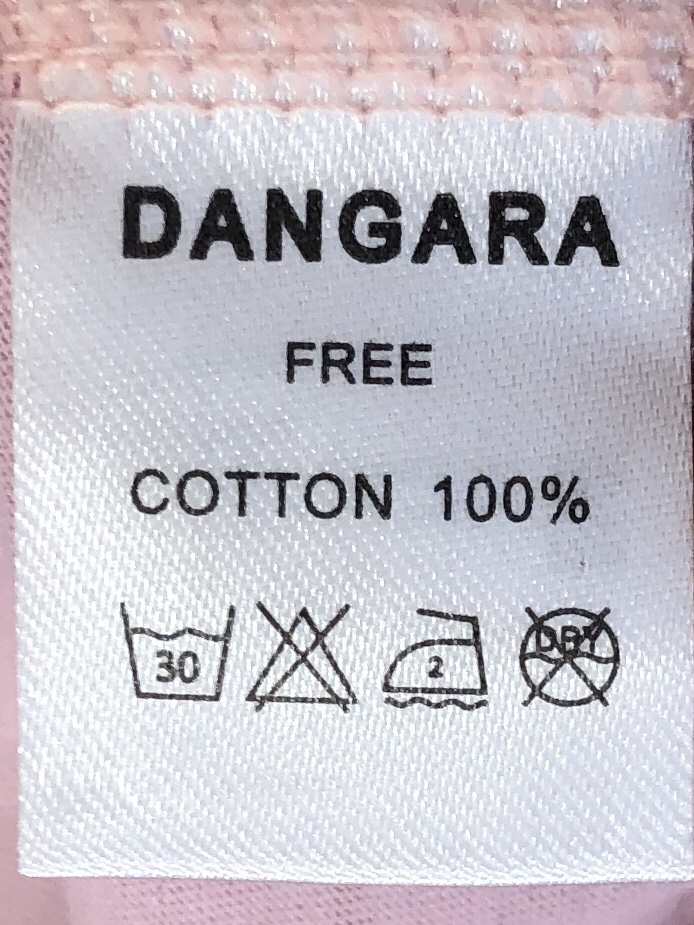 DANGARA
FREE
COTTON 100%
30 2 DRY